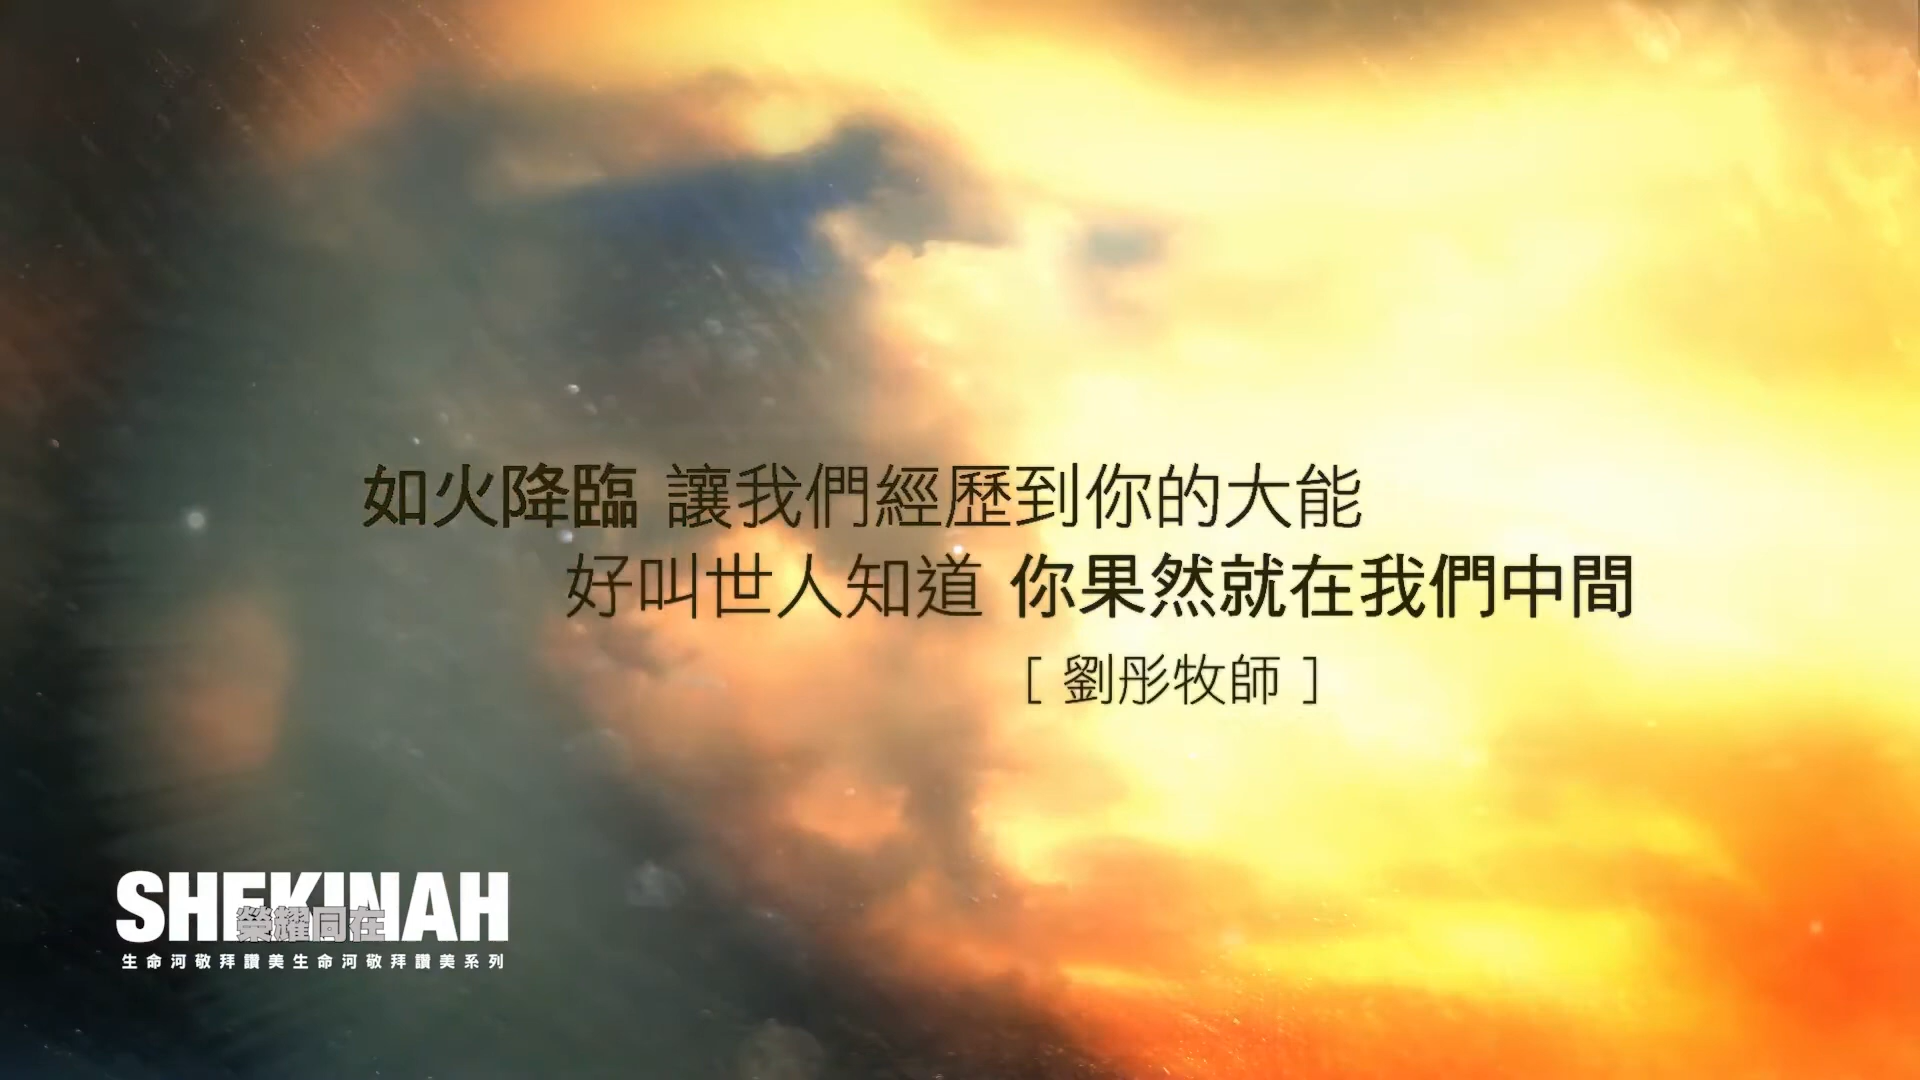 如火降臨 讓我們經歷到你的大能
好叫世人知道 你果然就在我們中間
[ 劉彤牧師 ]
SHEKINAH
榮耀同在
生命河敬拜讚美生命河敬拜讚美系列